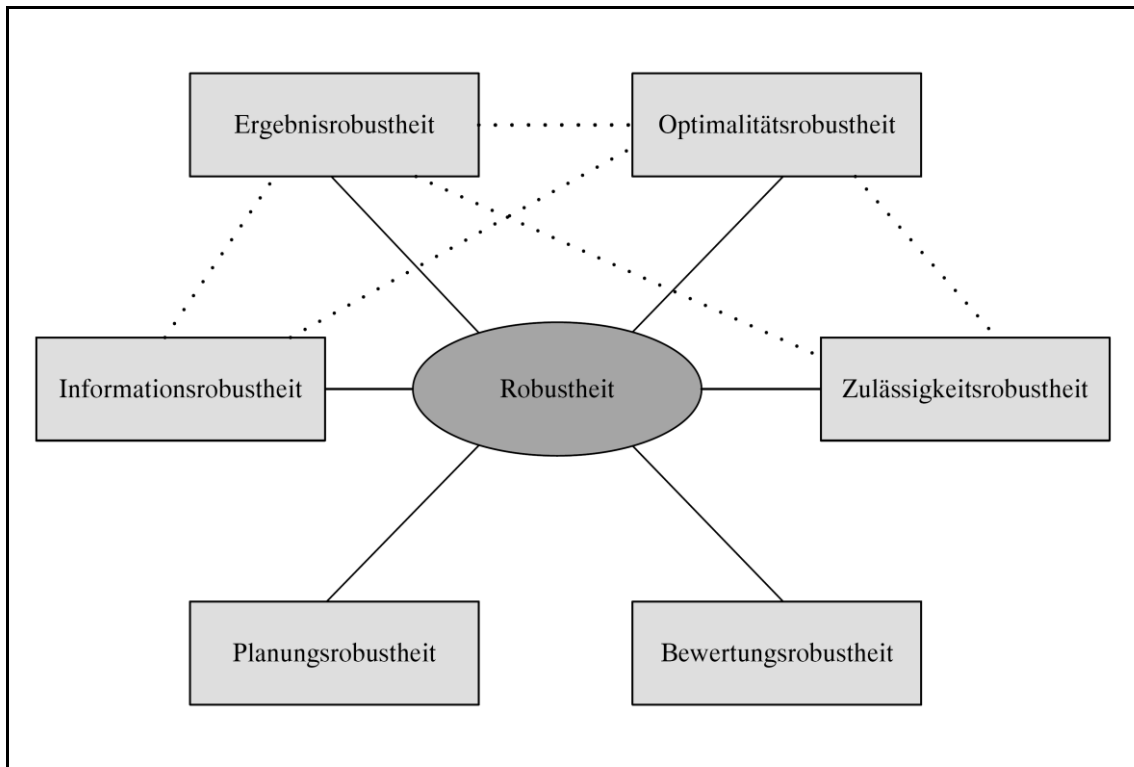 Ergebnisrobustheit
Optimalitätsrobustheit
Informationsrobustheit
Robustheit
Zulässigkeitsrobustheit
Planungsrobustheit
Bewertungsrobustheit